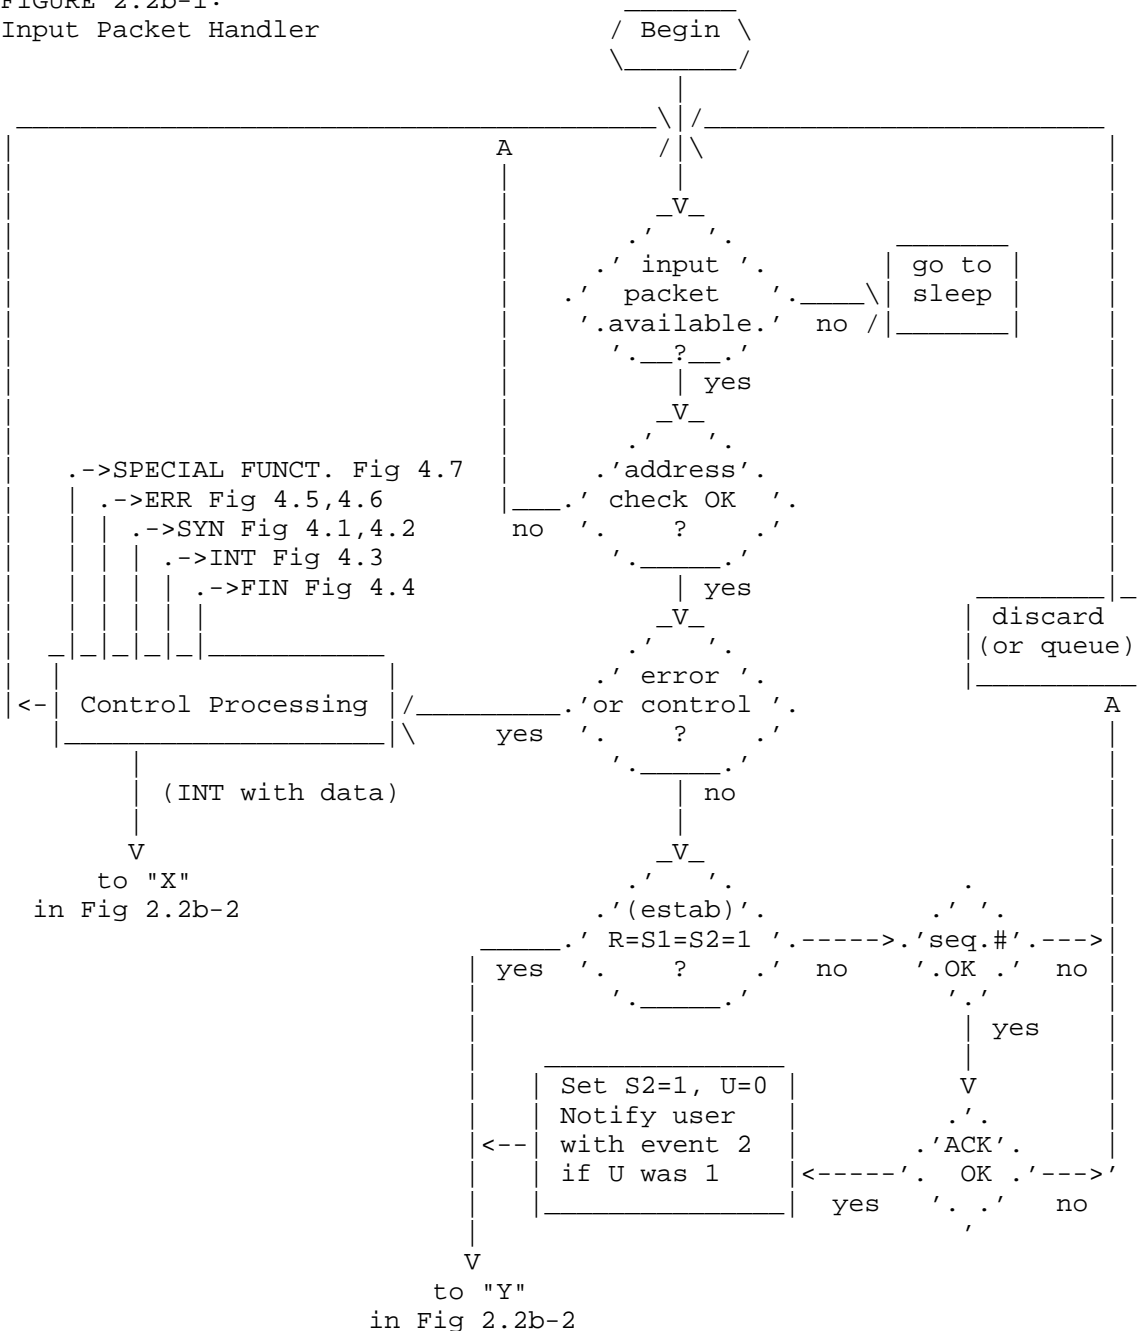 FIGURE 2.2b-1:
Input Packet Handler
Begin
A
input
packet
available
?
no
go to
sleep
yes
address
check OK
?
no
yes
.->SPECIAL FUNCT. Fig 4.7
.->ERR Fig 4.5,4.6
.->SYN Fig 4.1,4.2
.->INT Fig 4.3
.->FIN Fig 4.4
discard
(or queue)
A
error
or control
?
yes
no
Control Processing
(INT with data)
V
to "X"
in Fig 2.2b-2
(estab)
R=S1=S2=1
?
yes
no
seq.#
OK
no
yes
V
Set S2=1, U=0
Notify user
with event 2
if U was 1
ACK
OK
yes
no
V
to "Y"
in Fig 2.2b-2